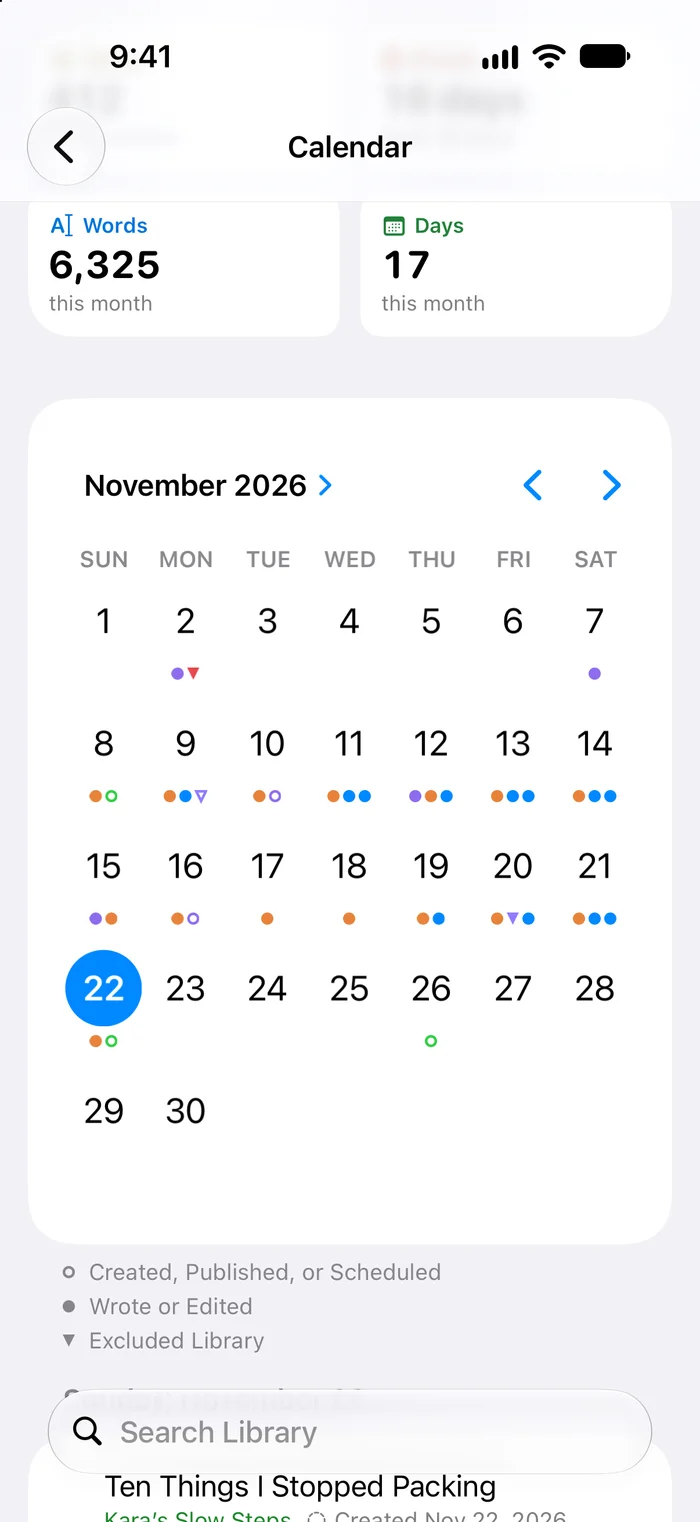 9:41
Calendar
Words
6,325
this month
Days
17
this month
November 2026
SUN MON TUE WED THU FRI SAT
1 2 3 4 5 6 7
8 9 10 11 12 13 14
15 16 17 18 19 20 21
22 23 24 25 26 27 28
29 30
Created, Published, or Scheduled
Wrote or Edited
Excluded Library
Search Library
Ten Things I Stopped Packing
Kara's Slow Steps Created Nov 22, 2026